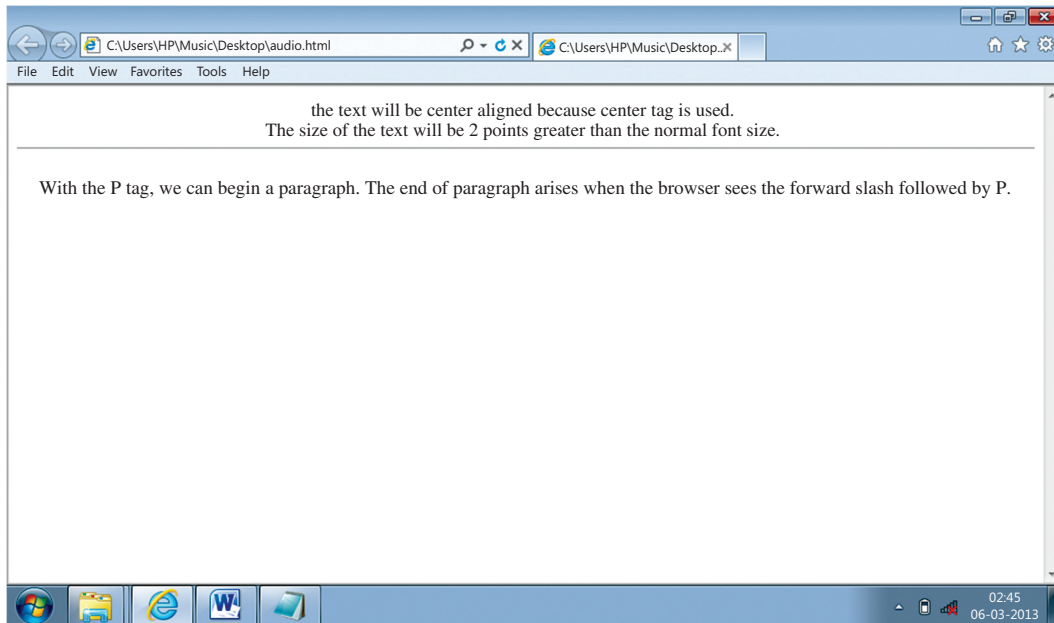 C:\Users\HP\Music\Desktop\audio.html
C:\Users\HP\Music\Desktop..
File Edit View Favorites Tools Help
the text will be center aligned because center tag is used.
The size of the text will be 2 points greater than the normal font size.
With the P tag, we can begin a paragraph. The end of paragraph arises when the browser sees the forward slash followed by P.
W
02:45
06-03-2013